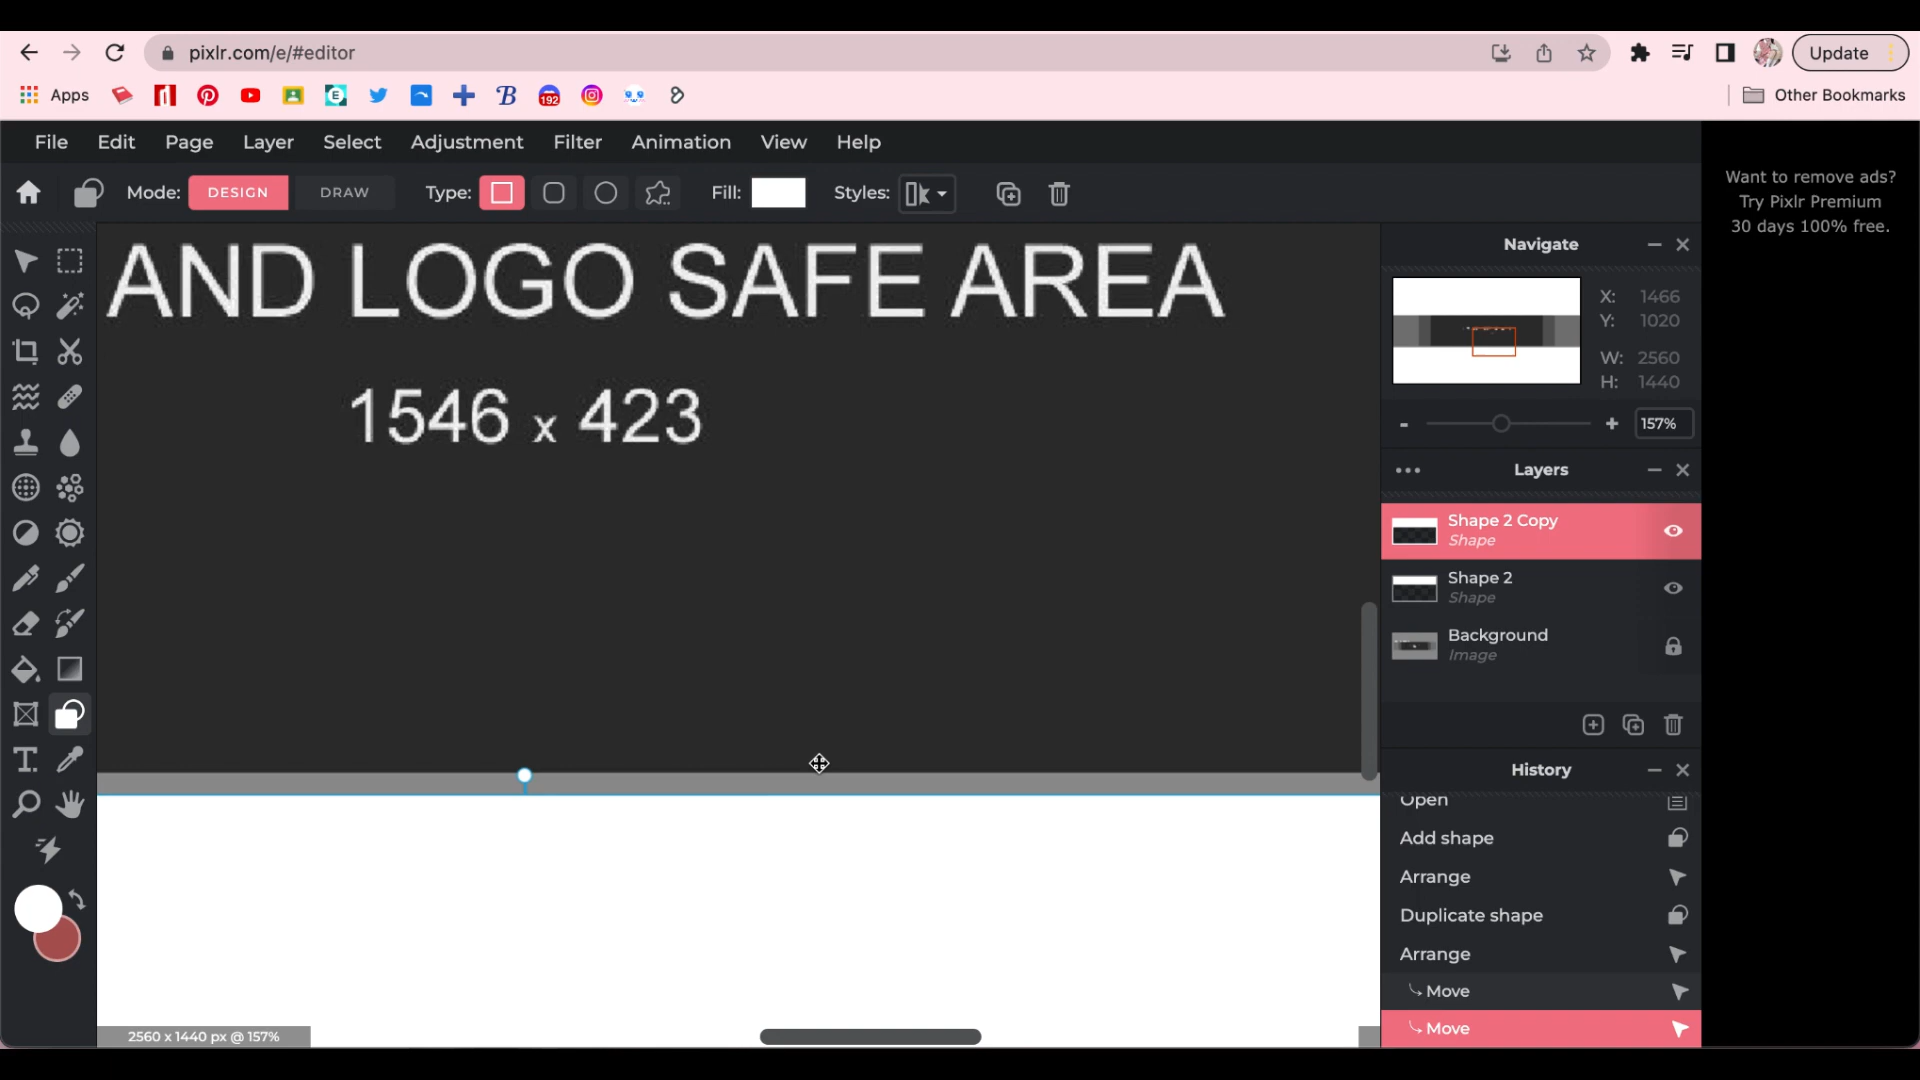 pixlr.com/e/#editor
Update
Apps
192
Other Bookmarks
File Edit Page Layer Select Adjustment Filter Animation View Help
Mode: DESIGN DRAW Type: Fill: Styles:
Want to remove ads?
Try Pixlr Premium
30 days 100% free.
AND LOGO SAFE AREA
1546 x 423
Navigate
X: 1466
Y: 1020
W: 2560
H: 1440
- + 157%
Layers
Shape 2 Copy
Shape
Shape 2
Shape
Background
Image
History
Open
Add shape
Arrange
Duplicate shape
Arrange
Move
Move
2560 x 1440 px @ 157%